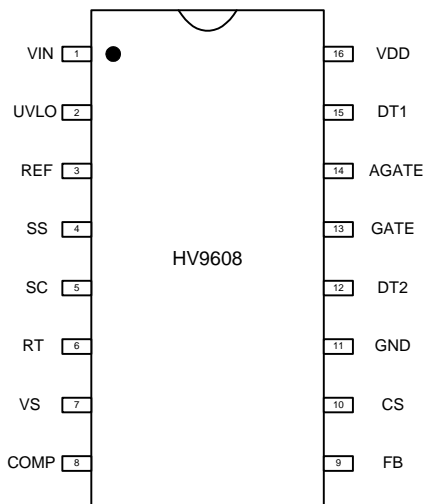 VIN 1 16 VDD
UVLO 2 15 DT1
REF 3 14 AGATE
SS 4 13 GATE
HV9608
SC 5 12 DT2
RT 6 11 GND
VS 7 10 CS
COMP 8 9 FB